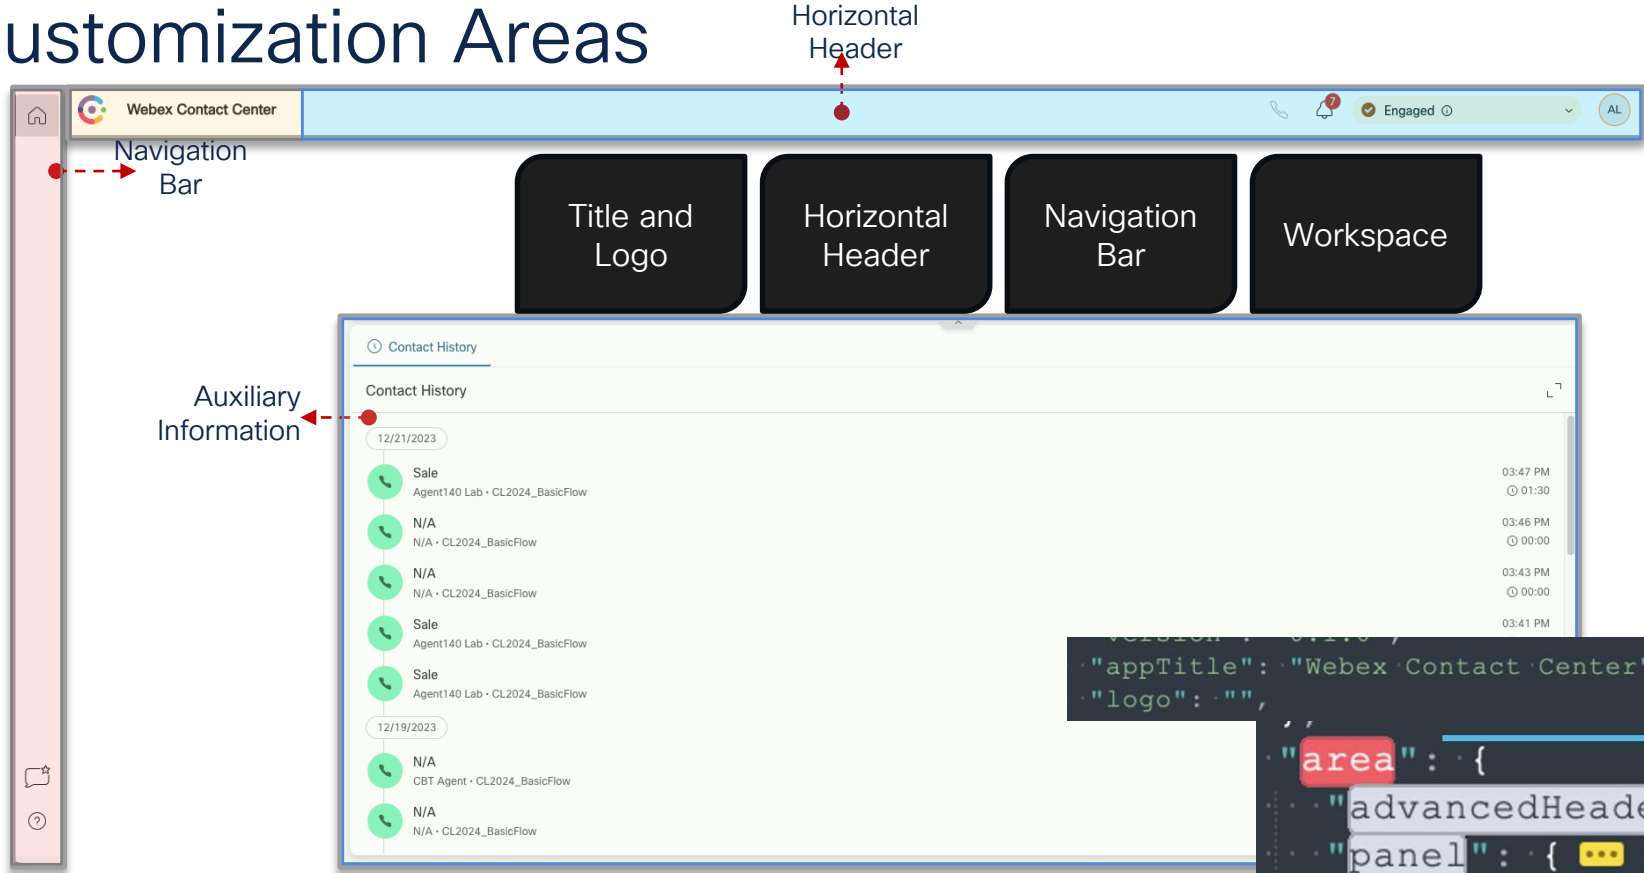 ustomization Areas
Horizontal
Header
Webex Contact Center
7
Engaged
AL
Navigation
Bar
Title and
Logo
Horizontal
Header
Navigation
Bar
Workspace
Contact History
Contact History
Auxiliary
Information
12/21/2023
Sale
03:47 PM
Agent140 Lab • CL2024_BasicFlow
01:30
N/A
03:46 PM
N/A • CL2024_BasicFlow
00:00
N/A
03:43 PM
N/A • CL2024_BasicFlow
00:00
Sale
03:41 PM
Agent140 Lab • CL2024_BasicFlow
Sale
Agent140 Lab • CL2024_BasicFlow
12/19/2023
N/A
CBT Agent • CL2024_BasicFlow
N/A
N/A • CL2024_BasicFlow
"appTitle": "Webex Contact Center"
"logo": "",
"area": {
"advancedHeade
"panel": {